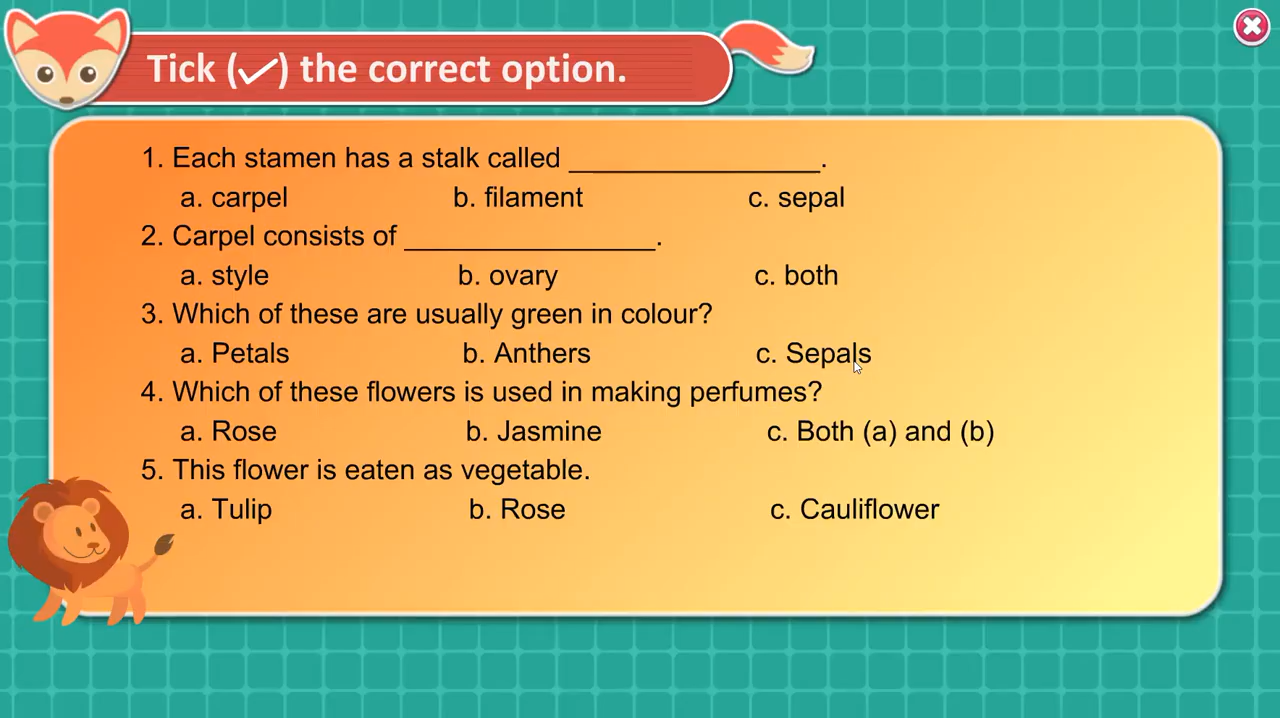 Tick (✓) the correct option.
1. Each stamen has a stalk called ________________.
a. carpel b. filament c. sepal
2. Carpel consists of ________________.
a. style b. ovary c. both
3. Which of these are usually green in colour?
a. Petals b. Anthers c. Sepals
4. Which of these flowers is used in making perfumes?
a. Rose b. Jasmine c. Both (a) and (b)
5. This flower is eaten as vegetable.
a. Tulip b. Rose c. Cauliflower